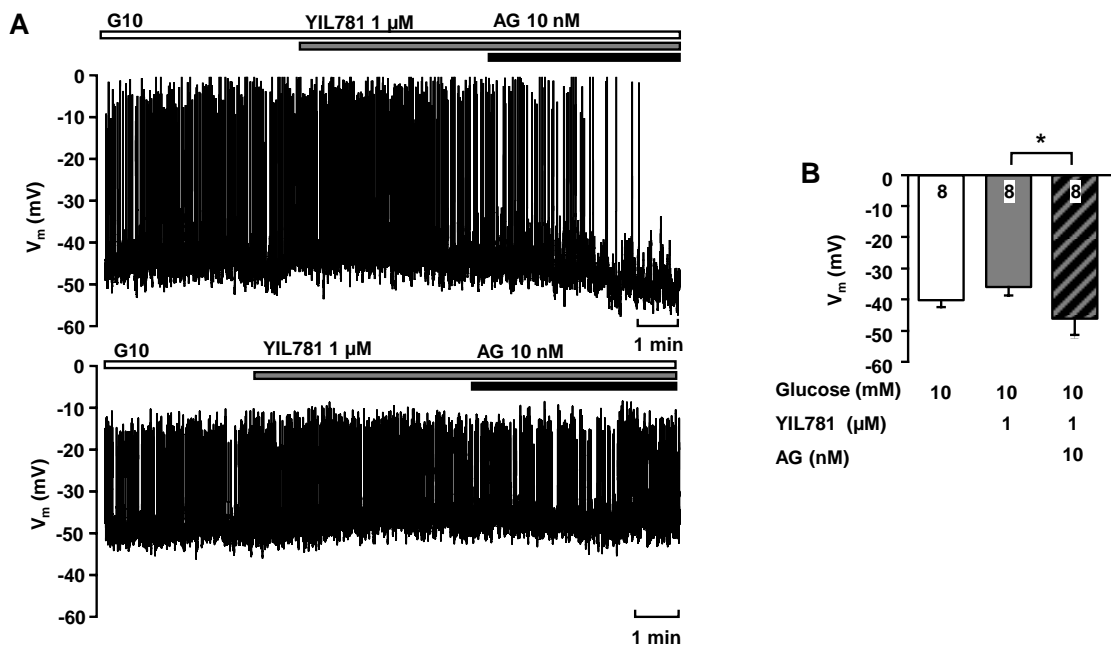 A
G10
YIL781 1 µM
AG 10 nM
0
-10
-20
-30
-40
-50
-60
Vm (mV)
1 min
G10
YIL781 1 µM
AG 10 nM
0
-10
-20
-30
-40
-50
-60
Vm (mV)
1 min
B
*
0
-10
-20
-30
-40
-50
-60
Vm (mV)
8 8 8
Glucose (mM) 10 10 10
YIL781 (µM) 1 1
AG (nM) 10